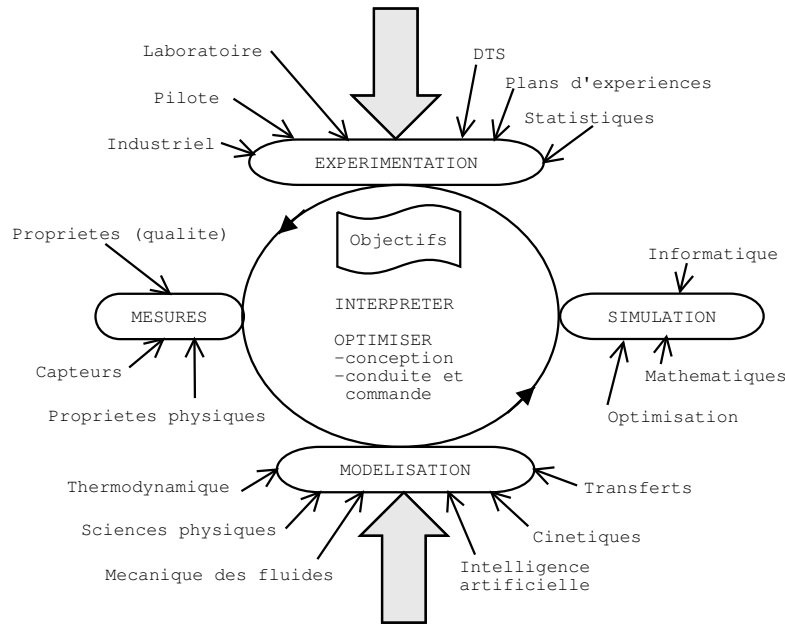 Laboratoire
DTS
Plans d'experiences
Pilote
Statistiques
Industriel
EXPERIMENTATION
Proprietes (qualite)
Objectifs
Informatique
INTERPRETER
MESURES
SIMULATION
OPTIMISER
-conception
-conduite et
commande
Capteurs
Mathematiques
Proprietes physiques
Optimisation
MODELISATION
Thermodynamique
Transferts
Sciences physiques
Cinetiques
Mecanique des fluides
Intelligence
artificielle